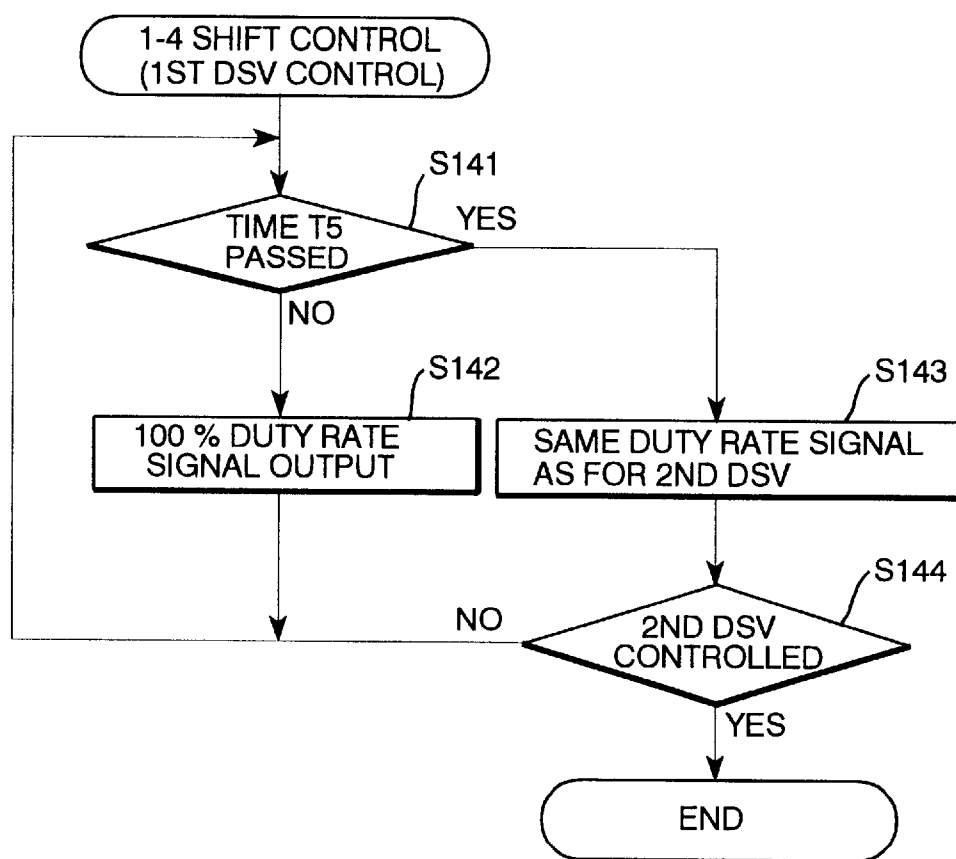 1-4 SHIFT CONTROL
(1ST DSV CONTROL)
S141
TIME T5
PASSED
YES
NO
S142
100 % DUTY RATE
SIGNAL OUTPUT
S143
SAME DUTY RATE SIGNAL
AS FOR 2ND DSV
S144
2ND DSV
CONTROLLED
NO
YES
END